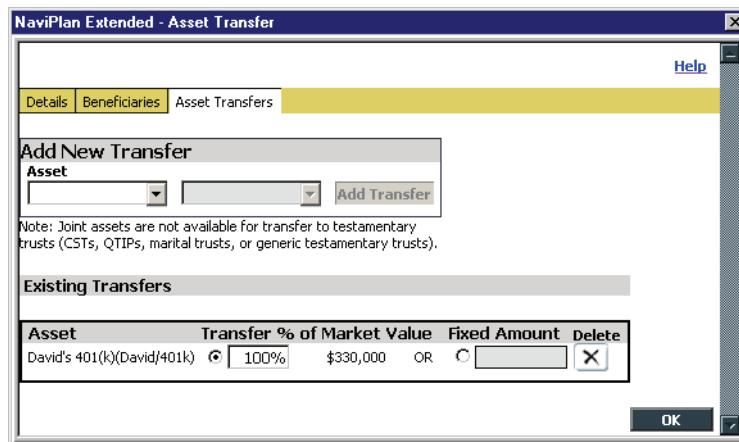 NaviPlan Extended - Asset Transfer
Help
Details Beneficiaries Asset Transfers
Add New Transfer
Asset
Add Transfer
Note: Joint assets are not available for transfer to testamentary
trusts (CSTs, QTIPs, marital trusts, or generic testamentary trusts).
Existing Transfers
Asset Transfer % of Market Value Fixed Amount Delete
David's 401(k)(David/401k) 100% $330,000 OR
OK